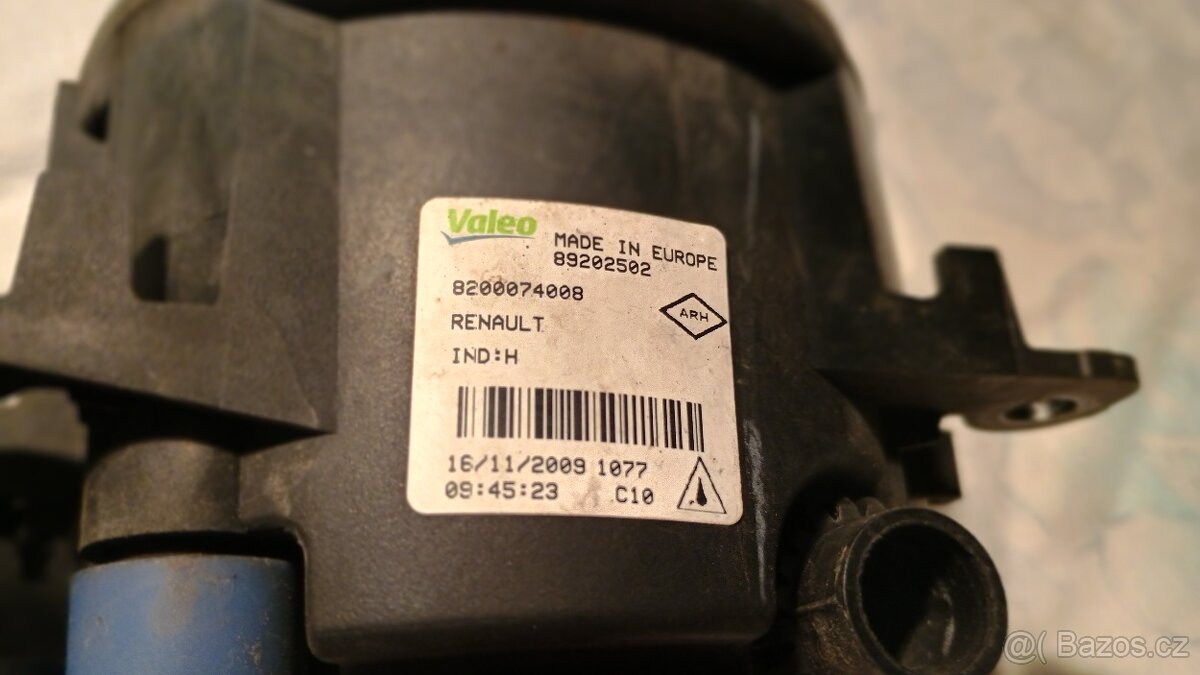 Valeo
MADE IN EUROPE
89202502
8200074008
RENAULT
ARH
IND:H
16/11/2009 1077
09:45:23 C10
@( Bazos.cz